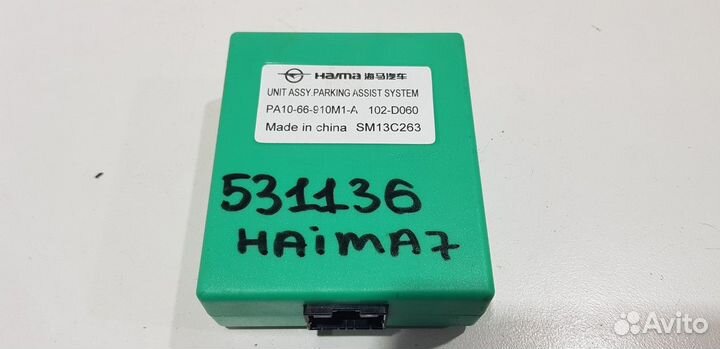 Haima 海马汽车
UNIT ASSY.PARKING ASSIST SYSTEM
PA10-66-910M1-A 102-D060
Made in china SM13C263
531136
HAiMA7
Avito